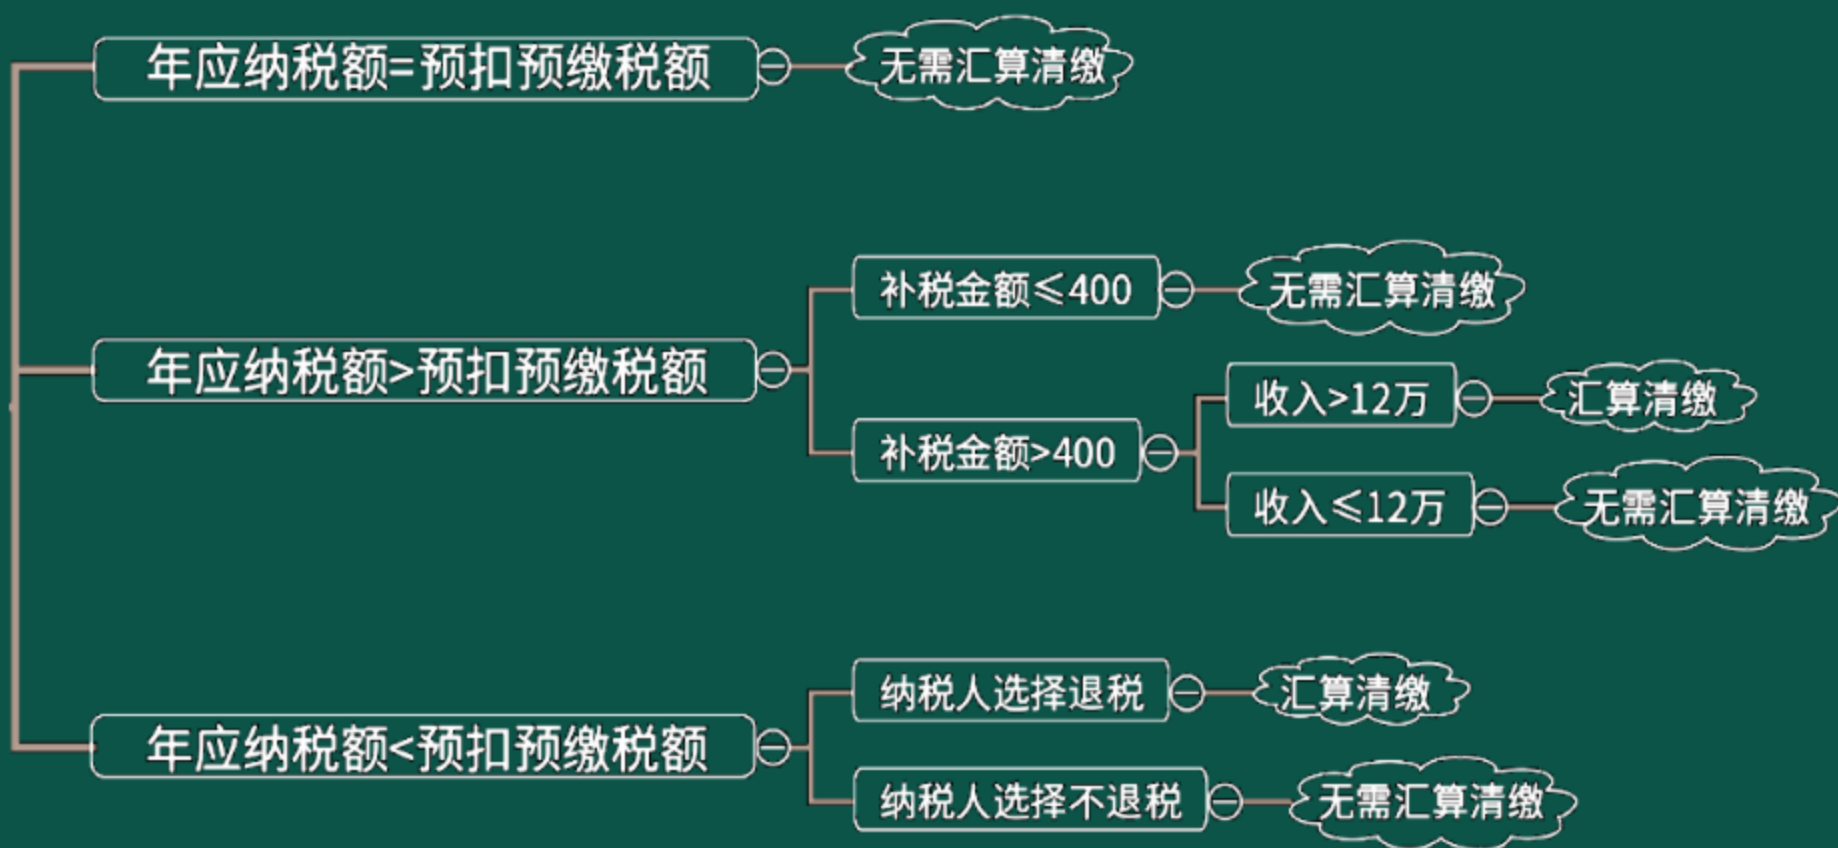 年应纳税额=预扣预缴税额
无需汇算清缴
年应纳税额>预扣预缴税额
补税金额≤400
无需汇算清缴
补税金额>400
收入>12万
汇算清缴
收入≤12万
无需汇算清缴
年应纳税额<预扣预缴税额
纳税人选择退税
汇算清缴
纳税人选择不退税
无需汇算清缴